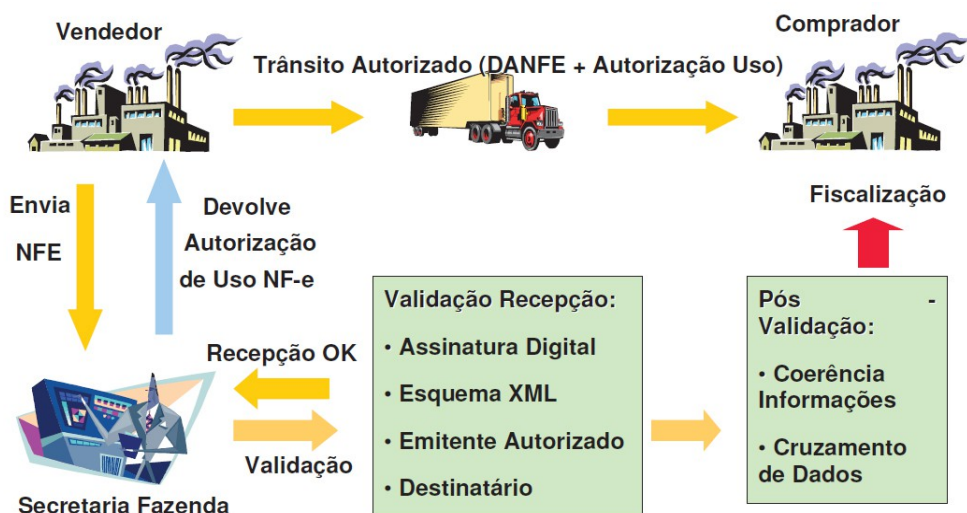 Vendedor
Comprador
Trânsito Autorizado (DANFE + Autorização Uso)
Envia
NFE
Devolve
Autorização
de Uso NF-e
Fiscalização
Recepção OK
Validação
Secretaria Fazenda
Validação Recepção:
• Assinatura Digital
• Esquema XML
• Emitente Autorizado
• Destinatário
Pós -
Validação:
• Coerência
Informações
• Cruzamento
de Dados